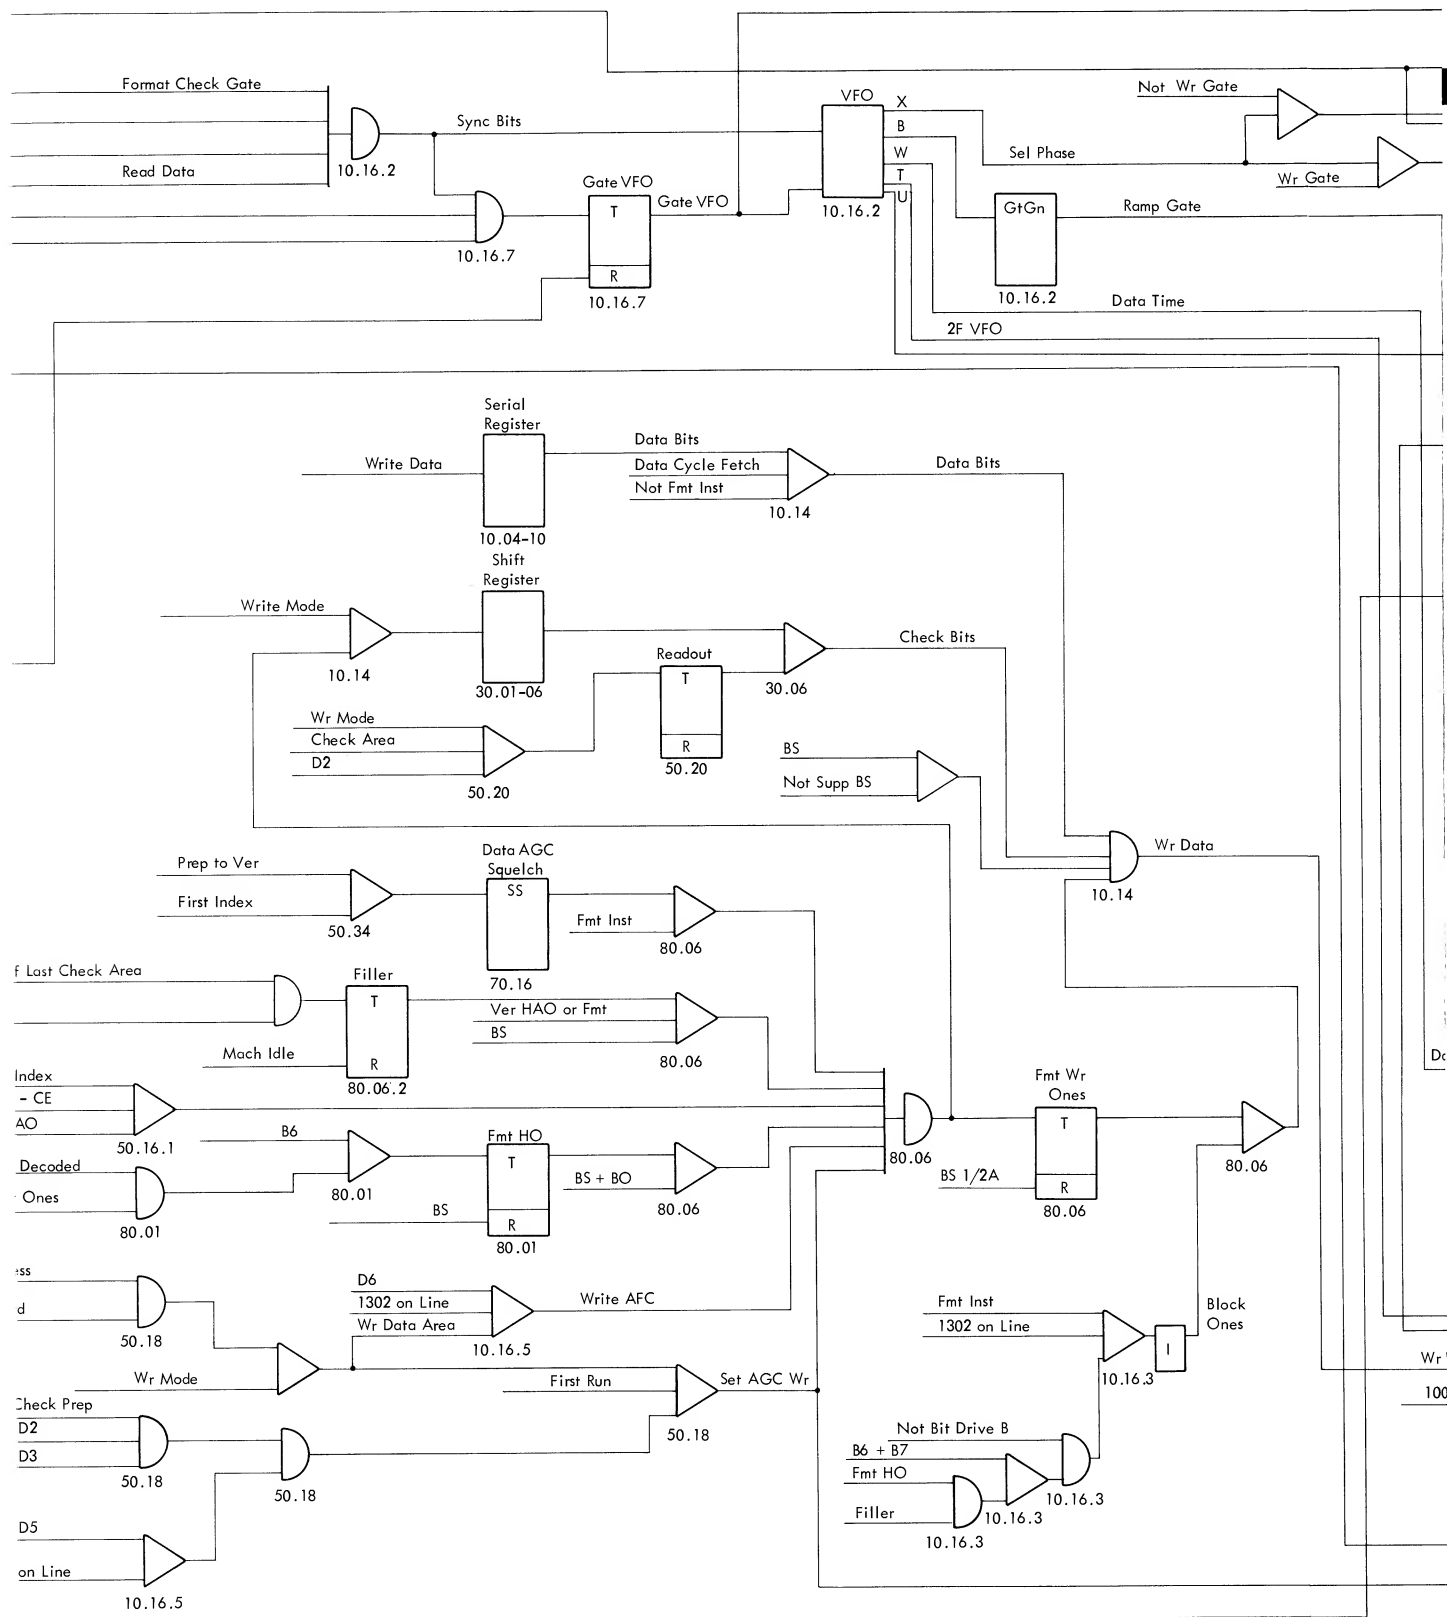 Format Check Gate
Read Data
10.16.2
Sync Bits
10.16.7
Gate VFO
T
R
10.16.7
Gate VFO
VFO
10.16.2
X
B
W
T
U
Sel Phase
Not Wr Gate
Wr Gate
GtGn
10.16.2
Ramp Gate
Data Time
2F VFO
Serial
Register
Write Data
10.04-10
Data Bits
Data Cycle Fetch
Not Fmt Inst
10.14
Data Bits
Shift
Register
Write Mode
10.14
30.01-06
Readout
T
R
50.20
30.06
Check Bits
Wr Mode
Check Area
D2
50.20
BS
Not Supp BS
10.14
Wr Data
Prep to Ver
First Index
50.34
Data AGC
Squelch
SS
70.16
Fmt Inst
80.06
f Last Check Area
Filler
T
R
80.06.2
Mach Idle
Ver HAO or Fmt
BS
80.06
Index
- CE
AO
50.16.1
Decoded
Ones
80.01
B6
80.01
BS
Fmt HO
T
R
80.01
BS + BO
80.06
80.06
BS 1/2A
Fmt Wr
Ones
T
R
80.06
80.06
ess
d
50.18
Wr Mode
D6
1302 on Line
Wr Data Area
10.16.5
Write AFC
First Run
50.18
Set AGC Wr
Check Prep
D2
D3
50.18
50.18
D5
on Line
10.16.5
Fmt Inst
1302 on Line
10.16.3
I
Block
Ones
Not Bit Drive B
B6 + B7
Fmt HO
Filler
10.16.3
10.16.3
10.16.3
Wr
100